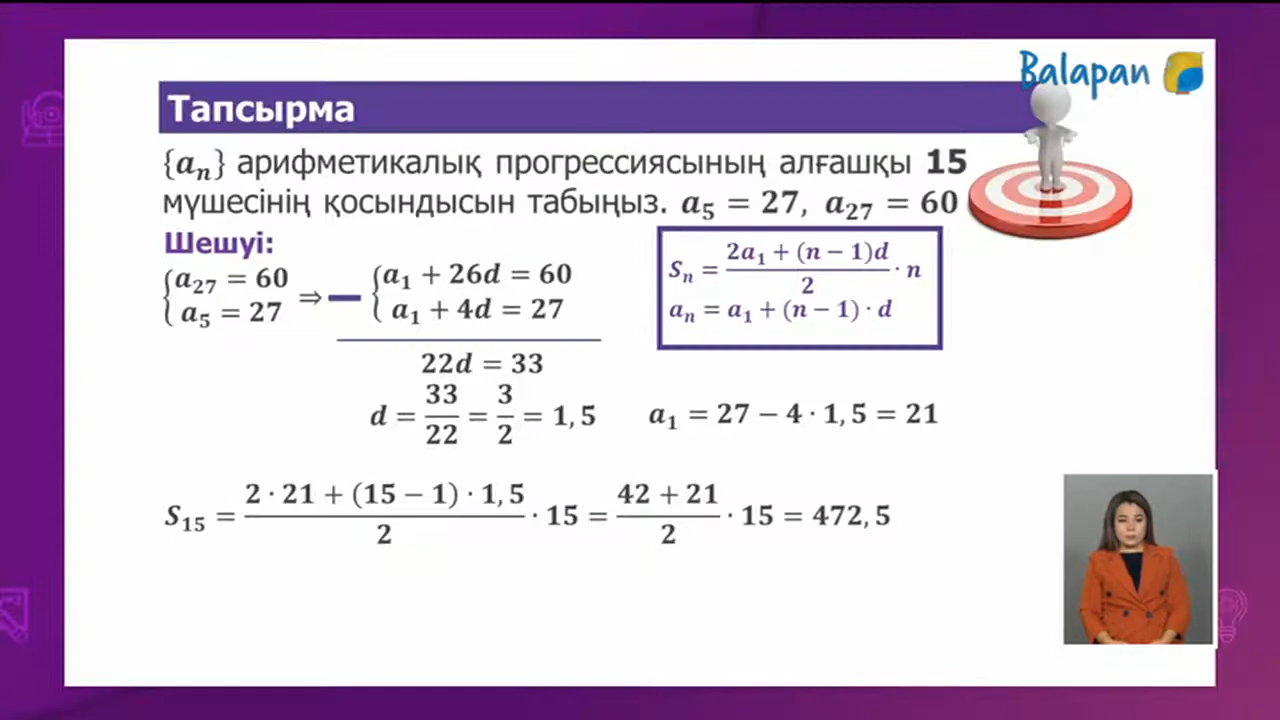 Balapan
Тапсырма
{aₙ} арифметикалық прогрессиясының алғашқы 15
мүшесінің қосындысын табыңыз. a₅ = 27, a₂₇ = 60
Шешуі:
{a₂₇ = 60 ⇒ − {a₁ + 26d = 60
a₅ = 27 a₁ + 4d = 27
Sₙ = (2a₁ + (n − 1)d)/2 · n
aₙ = a₁ + (n − 1) · d
22d = 33
d = 33/22 = 3/2 = 1,5
a₁ = 27 − 4 · 1,5 = 21
S₁₅ = (2 · 21 + (15 − 1) · 1,5)/2 · 15 = (42 + 21)/2 · 15 = 472,5